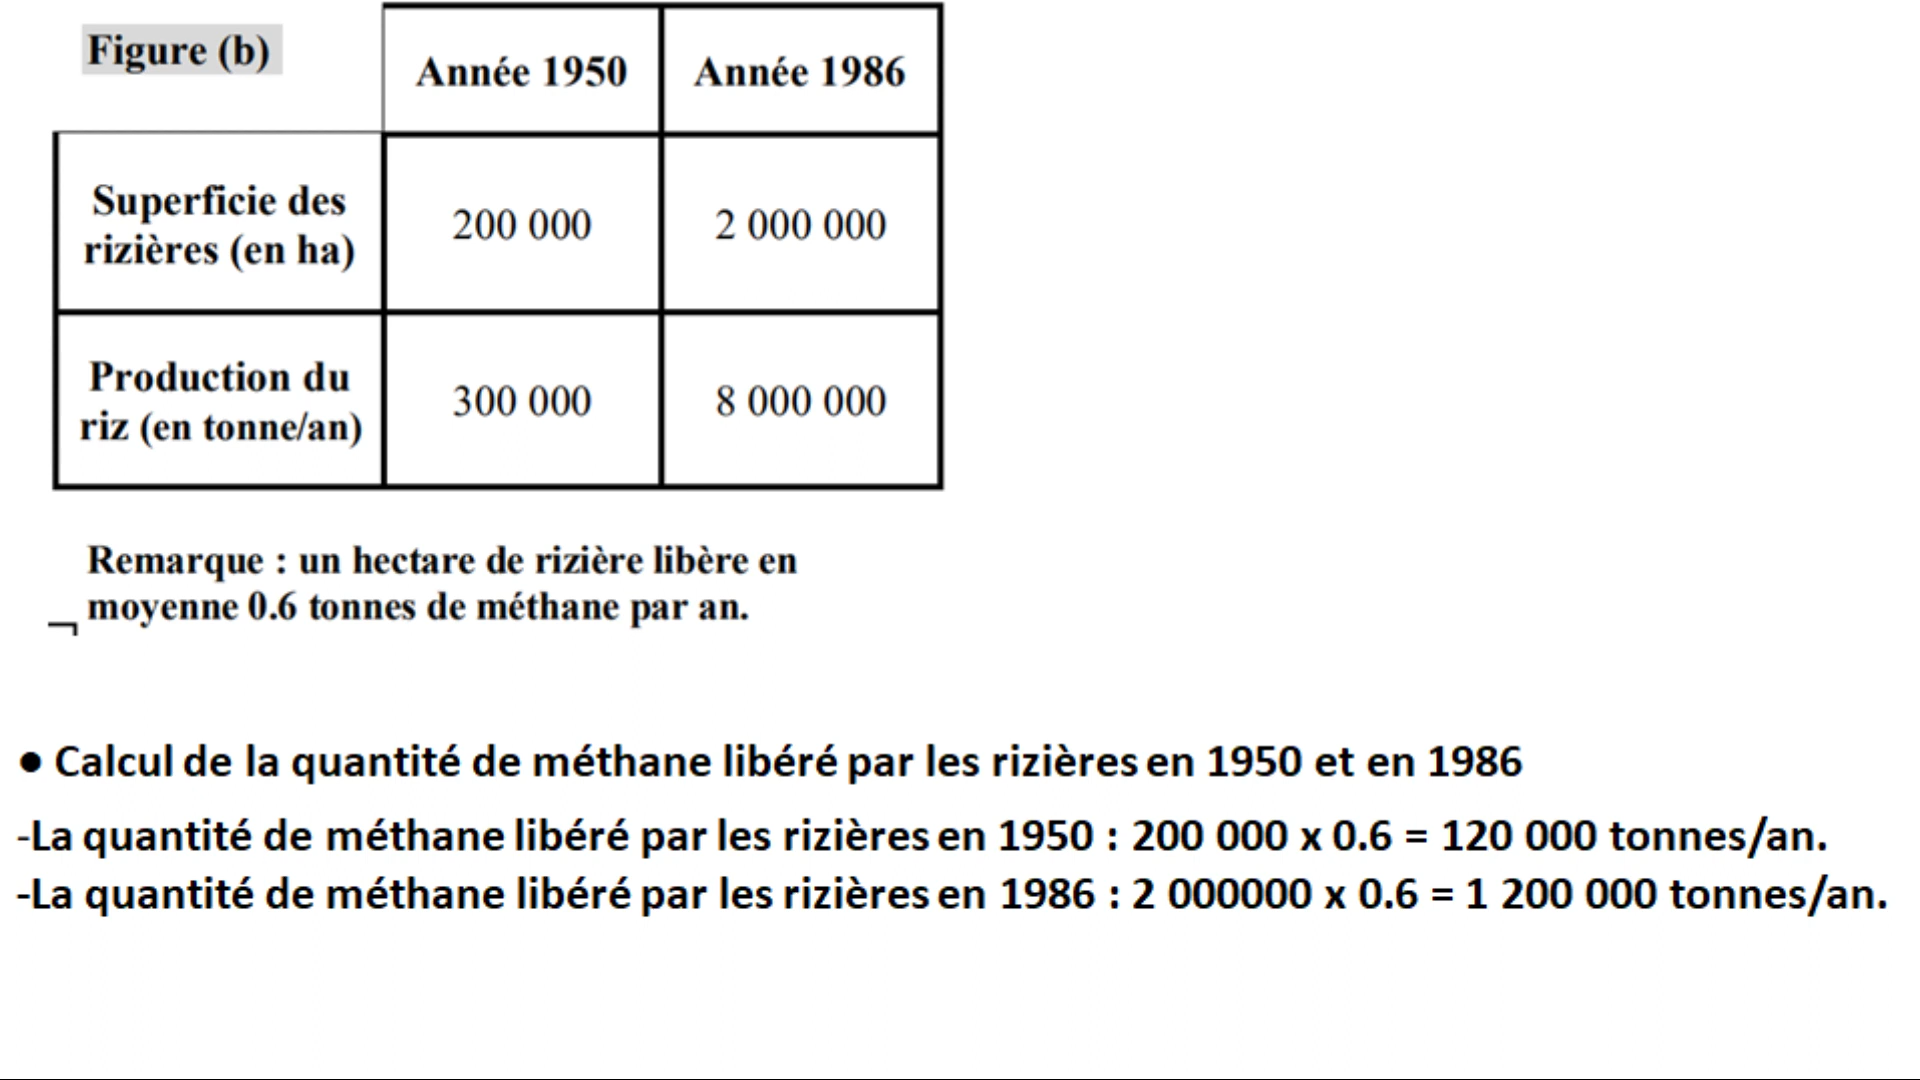 Figure (b)
Année 1950 Année 1986
Superficie des
rizières (en ha)
200 000 2 000 000
Production du
riz (en tonne/an)
300 000 8 000 000
Remarque : un hectare de rizière libère en
moyenne 0.6 tonnes de méthane par an.
● Calcul de la quantité de méthane libéré par les rizières en 1950 et en 1986
-La quantité de méthane libéré par les rizières en 1950 : 200 000 x 0.6 = 120 000 tonnes/an.
-La quantité de méthane libéré par les rizières en 1986 : 2 000000 x 0.6 = 1 200 000 tonnes/an.